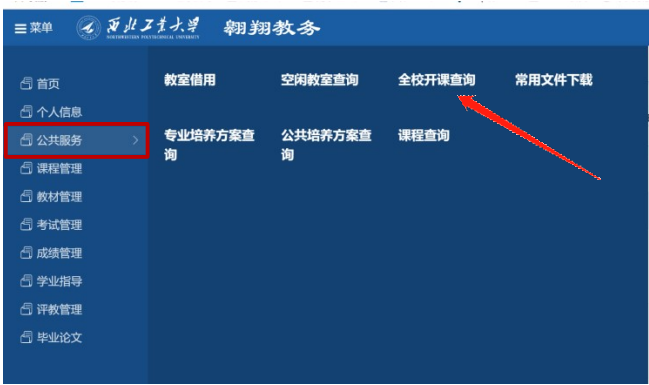 菜单
西北工业大学
NORTHWESTERN POLYTECHNICAL UNIVERSITY
翱翔教务
首页
个人信息
公共服务
课程管理
教材管理
考试管理
成绩管理
学业指导
评教管理
毕业论文
教室借用
空闲教室查询
全校开课查询
常用文件下载
专业培养方案查
询
公共培养方案查
询
课程查询